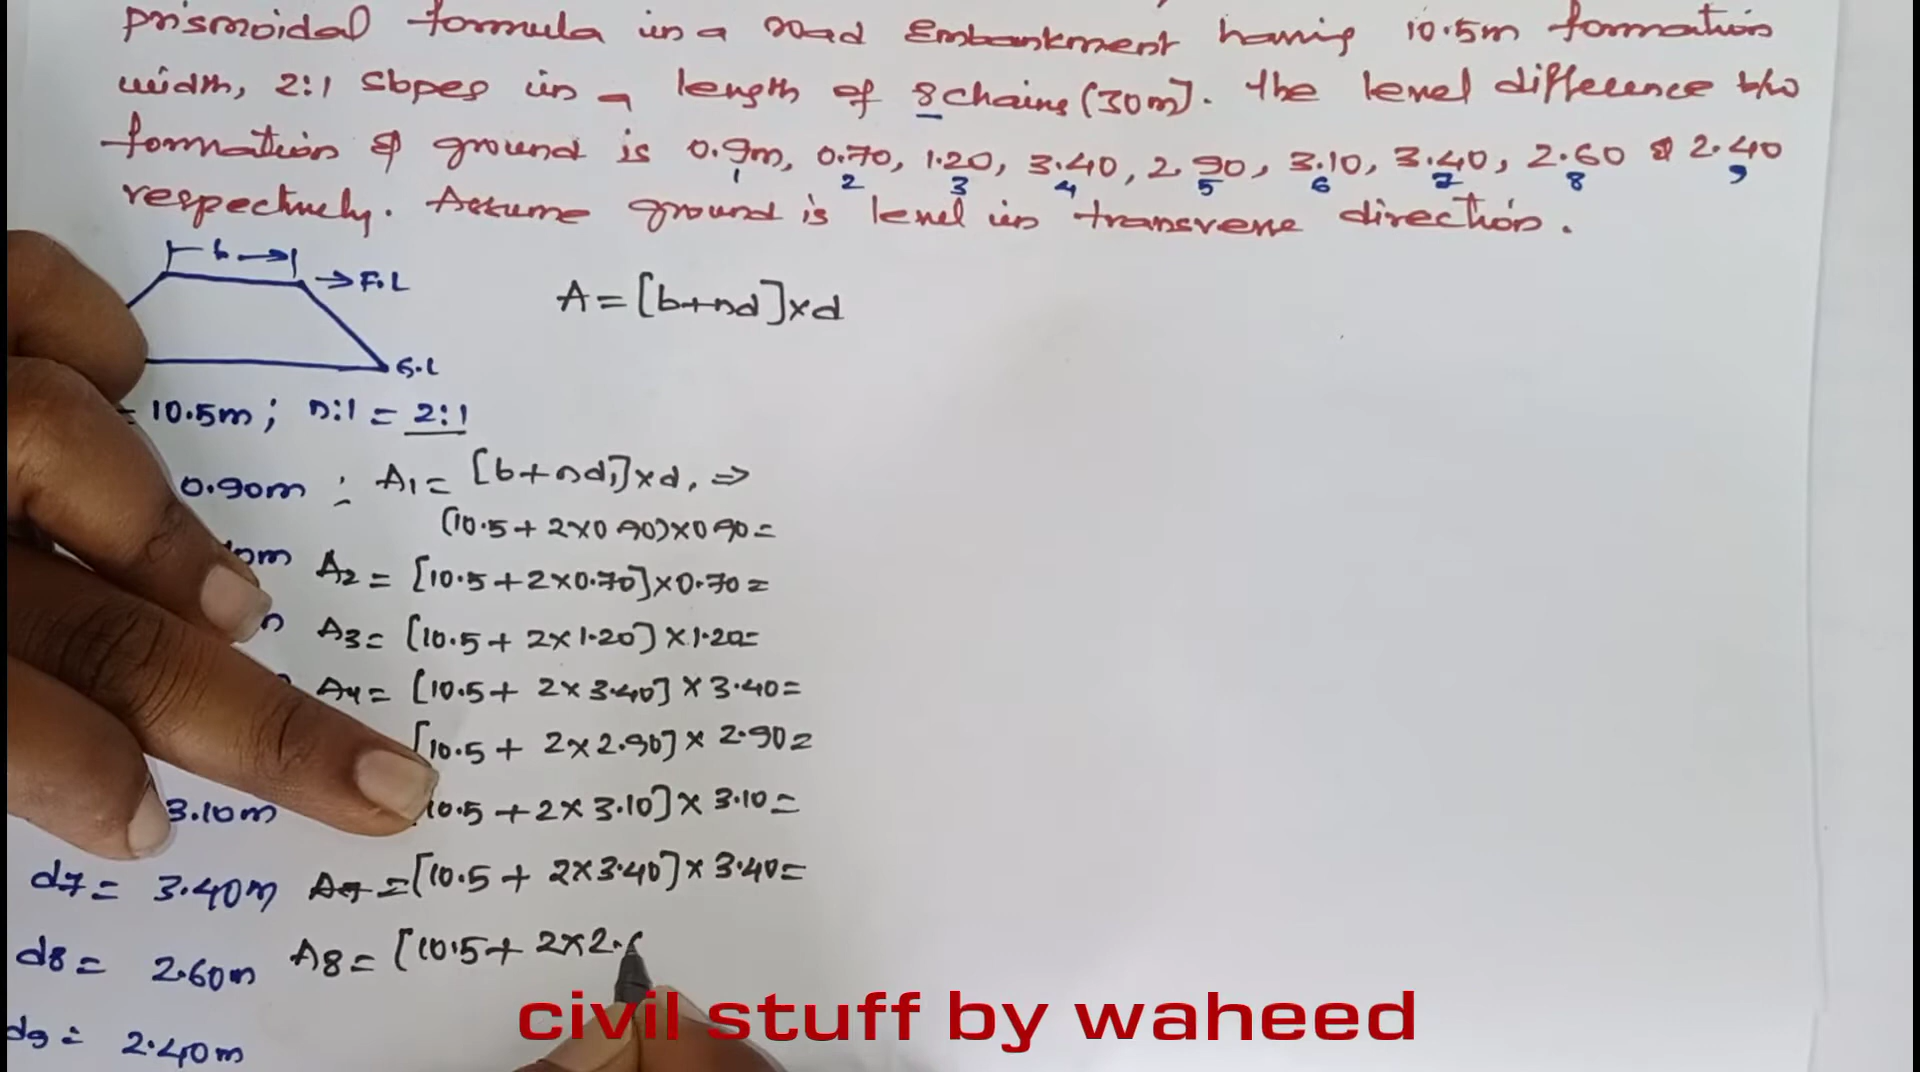 prismoidal formula in a road Embankment having 10.5m formation
width, 2:1 slopes in a length of 8 chains (30m). The level difference b/w
formation & ground is 0.9m, 0.70, 1.20, 3.40, 2.90, 3.10, 3.40, 2.60 & 2.40
1 2 3 4 5 6 7 8 9
respectively. Assume ground is level in transverse direction.
b
F.L
A = [b+nd]×d
G.L
= 10.5m; n:1 = 2:1
0.90m : A1= [b+nd1]×d1 ⇒
(10.5+ 2×0.90)×0.90=
0m A2= [10.5+2×0.70]×0.70=
A3= [10.5+ 2×1.20]×1.20=
A4= [10.5+ 2×3.40]×3.40=
[10.5+ 2×2.90]× 2.90=
3.10m 10.5+2×3.10]× 3.10=
d7= 3.40m A7=[10.5+ 2×3.40]× 3.40=
d8= 2.60m A8= [10.5+ 2×2.
d9= 2.40m
civil stuff by waheed